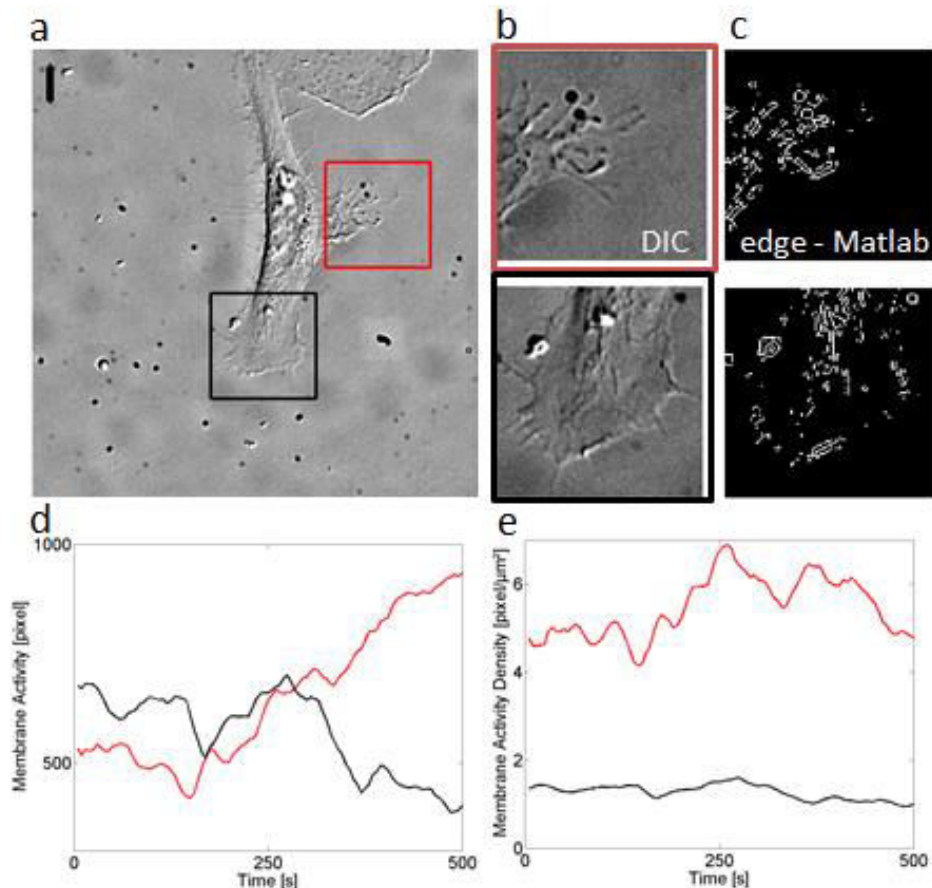 a
b
c
DIC
edge - Matlab
d
e
1000
500
Membrane Activity [pixel]
0
250
500
Time [s]
6
4
2
0
Membrane Activity Density [pixel/µm²]
0
250
500
Time [s]